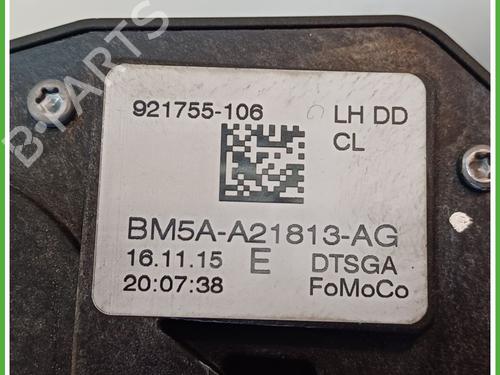 B-PARTS
921755-106 LH DD
CL
BM5A-A21813-AG
16.11.15 E DTSGA
20:07:38 FoMoCo